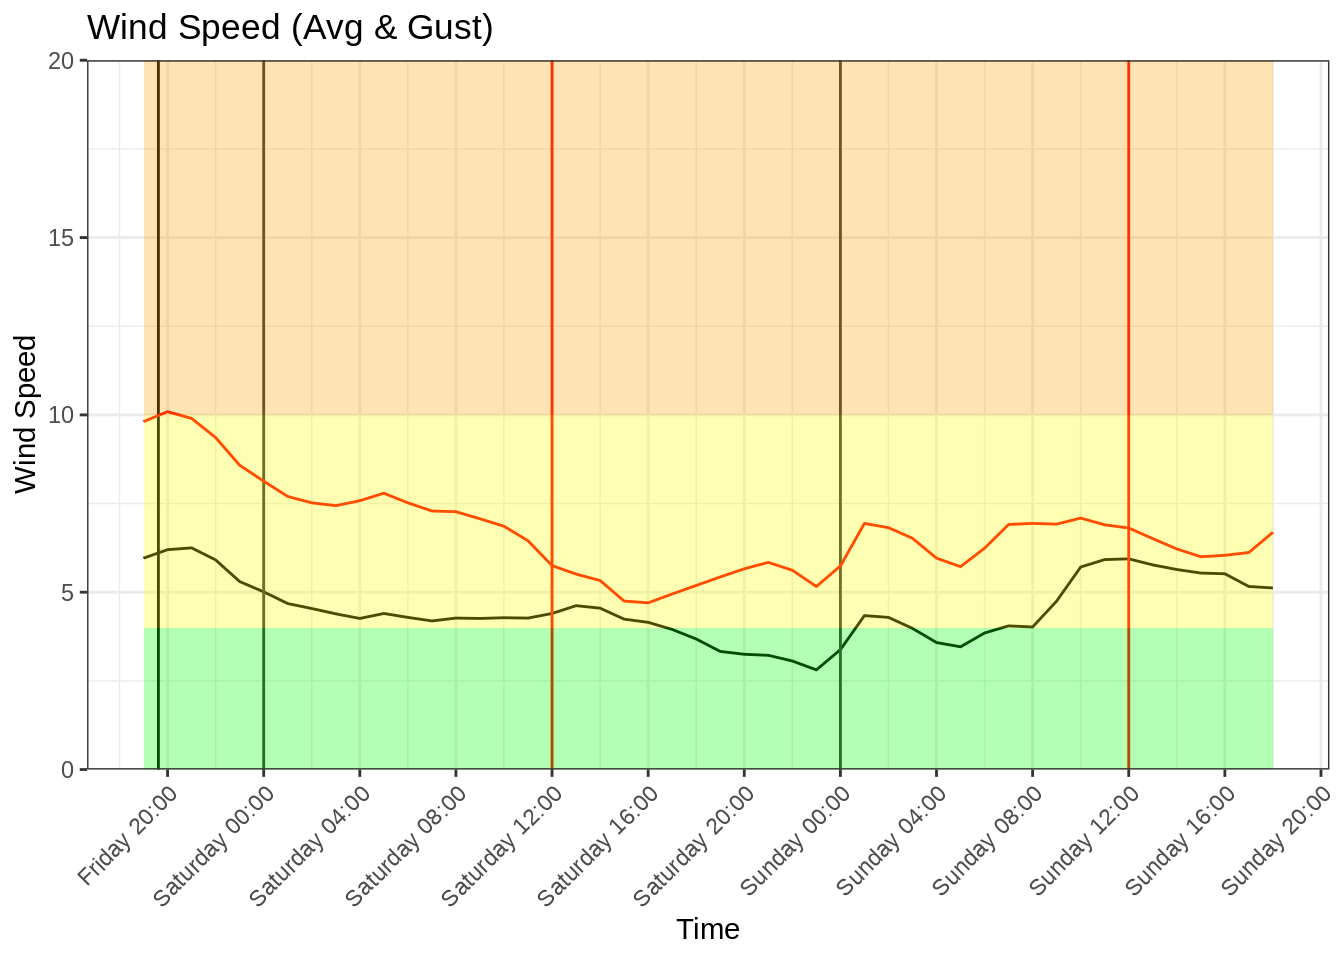 Wind Speed (Avg & Gust)
20
15
10
5
0
Wind Speed
Friday 20:00
Saturday 00:00
Saturday 04:00
Saturday 08:00
Saturday 12:00
Saturday 16:00
Saturday 20:00
Sunday 00:00
Sunday 04:00
Sunday 08:00
Sunday 12:00
Sunday 16:00
Sunday 20:00
Time